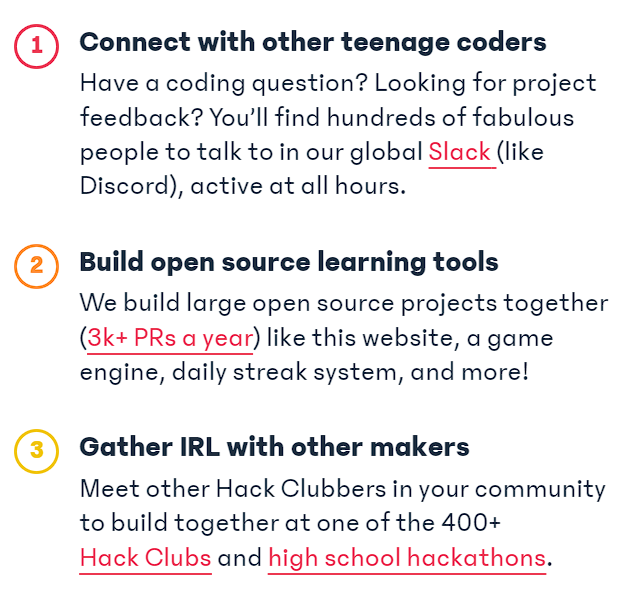 1 Connect with other teenage coders
Have a coding question? Looking for project
feedback? You’ll find hundreds of fabulous
people to talk to in our global Slack (like
Discord), active at all hours.
2 Build open source learning tools
We build large open source projects together
(3k+ PRs a year) like this website, a game
engine, daily streak system, and more!
3 Gather IRL with other makers
Meet other Hack Clubbers in your community
to build together at one of the 400+
Hack Clubs and high school hackathons.